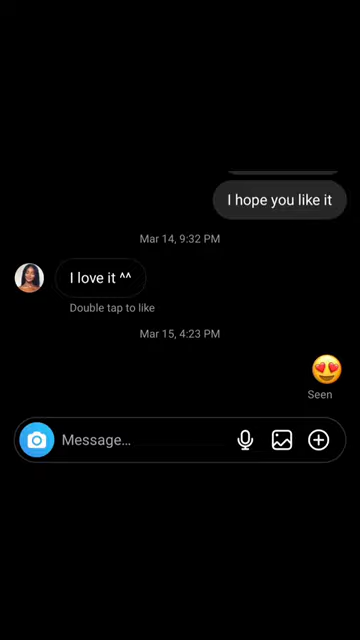 I hope you like it
Mar 14, 9:32 PM
I love it ^^
Double tap to like
Mar 15, 4:23 PM
😍
Seen
Message…